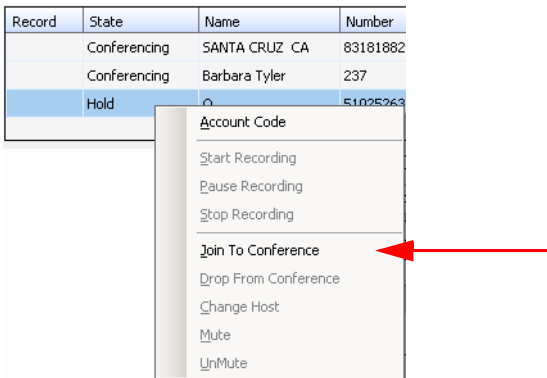 Record State Name Number
Conferencing SANTA CRUZ CA 83181882
Conferencing Barbara Tyler 237
Hold
Account Code
Start Recording
Pause Recording
Stop Recording
Join To Conference
Drop From Conference
Change Host
Mute
UnMute